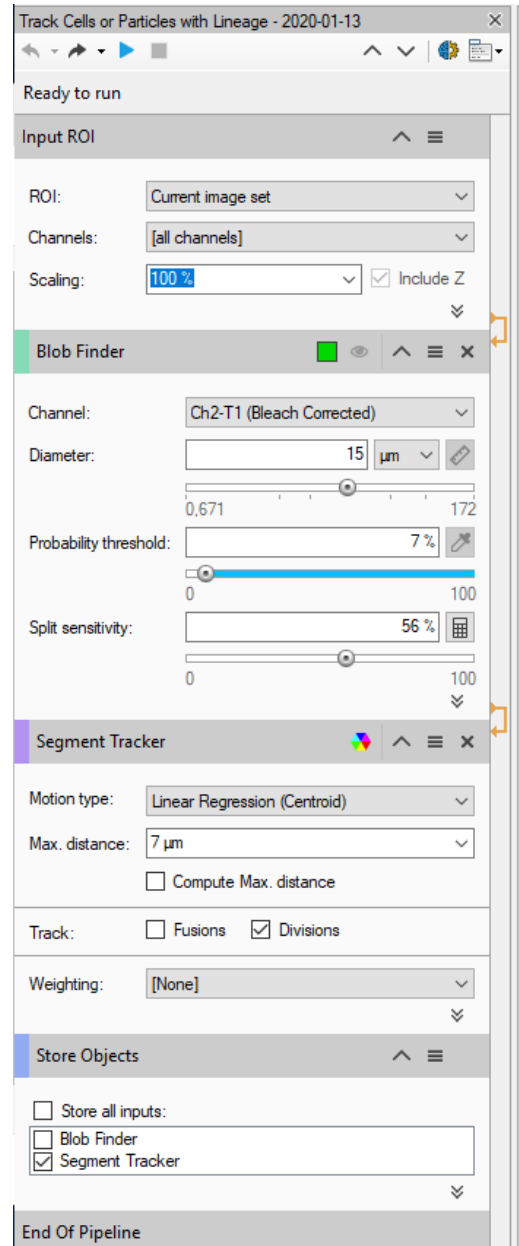 Track Cells or Particles with Lineage - 2020-01-13
Ready to run
Input ROI
ROI: Current image set
Channels: [all channels]
Scaling: 100 % Include Z
Blob Finder
Channel: Ch2-T1 (Bleach Corrected)
Diameter: 15 µm
0,671 172
Probability threshold: 7 %
0 100
Split sensitivity: 56 %
0 100
Segment Tracker
Motion type: Linear Regression (Centroid)
Max. distance: 7 µm
Compute Max. distance
Track: Fusions Divisions
Weighting: [None]
Store Objects
Store all inputs:
Blob Finder
Segment Tracker
End Of Pipeline